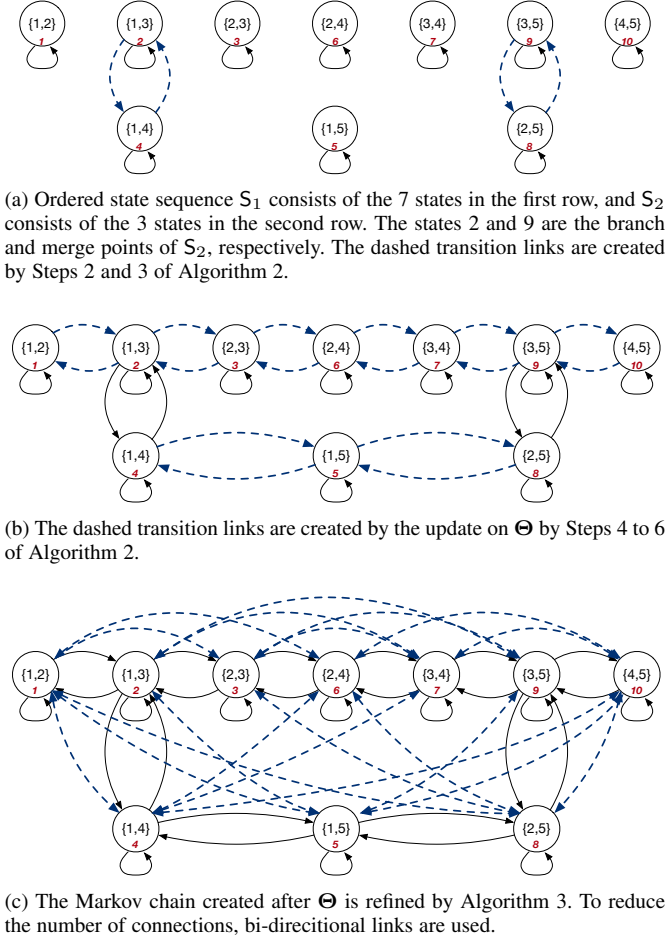 {1,2} {1,3} {2,3} {2,4} {3,4} {3,5} {4,5}
1 2 3 6 7 9 10
{1,4} {1,5} {2,5}
4 5 8
(a) Ordered state sequence S₁ consists of the 7 states in the first row, and S₂
consists of the 3 states in the second row. The states 2 and 9 are the branch
and merge points of S₂, respectively. The dashed transition links are created
by Steps 2 and 3 of Algorithm 2.
{1,2} {1,3} {2,3} {2,4} {3,4} {3,5} {4,5}
1 2 3 6 7 9 10
{1,4} {1,5} {2,5}
4 5 8
(b) The dashed transition links are created by the update on Θ by Steps 4 to 6
of Algorithm 2.
{1,2} {1,3} {2,3} {2,4} {3,4} {3,5} {4,5}
1 2 3 6 7 9 10
{1,4} {1,5} {2,5}
4 5 8
(c) The Markov chain created after Θ is refined by Algorithm 3. To reduce
the number of connections, bi-direcitional links are used.